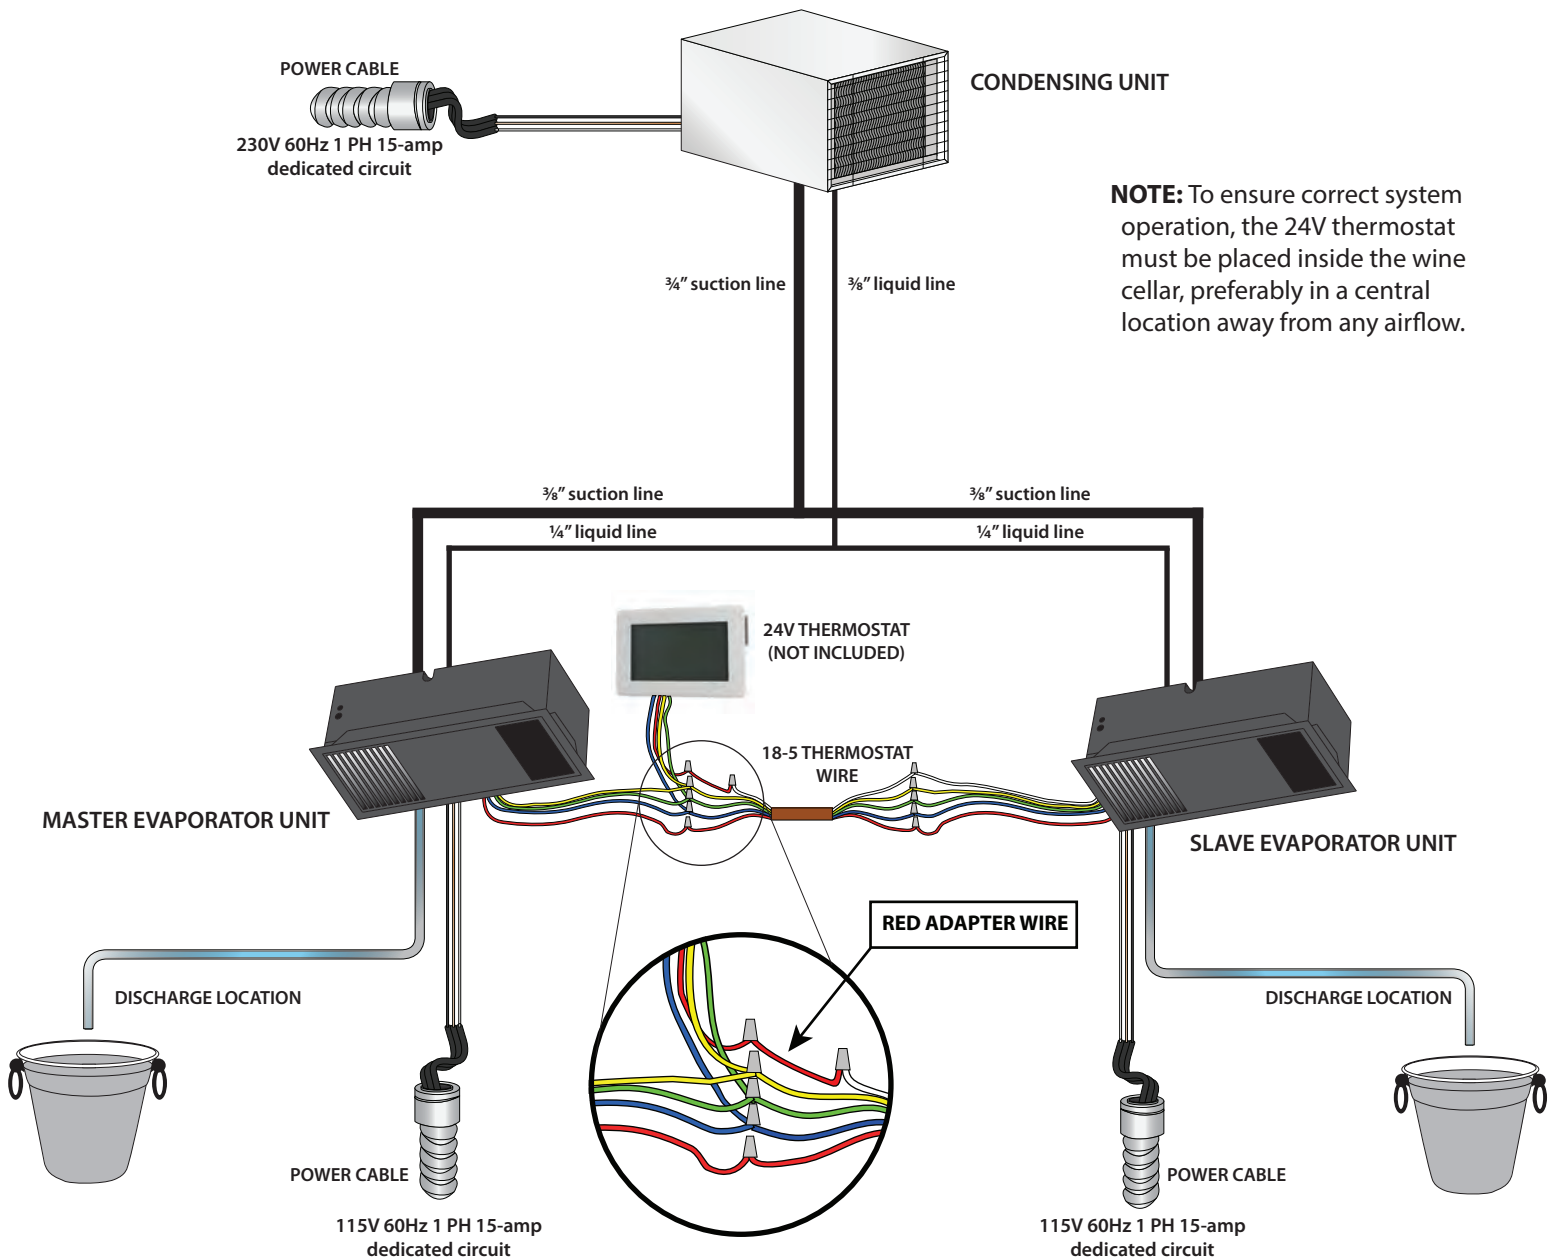 POWER CABLE
230V 60Hz 1 PH 15-amp
dedicated circuit
CONDENSING UNIT
NOTE: To ensure correct system
operation, the 24V thermostat
must be placed inside the wine
cellar, preferably in a central
location away from any airflow.
¾” suction line
⅜” liquid line
⅜” suction line
⅜” suction line
¼” liquid line
¼” liquid line
24V THERMOSTAT
(NOT INCLUDED)
18-5 THERMOSTAT
WIRE
MASTER EVAPORATOR UNIT
SLAVE EVAPORATOR UNIT
RED ADAPTER WIRE
DISCHARGE LOCATION
DISCHARGE LOCATION
POWER CABLE
115V 60Hz 1 PH 15-amp
dedicated circuit
POWER CABLE
115V 60Hz 1 PH 15-amp
dedicated circuit